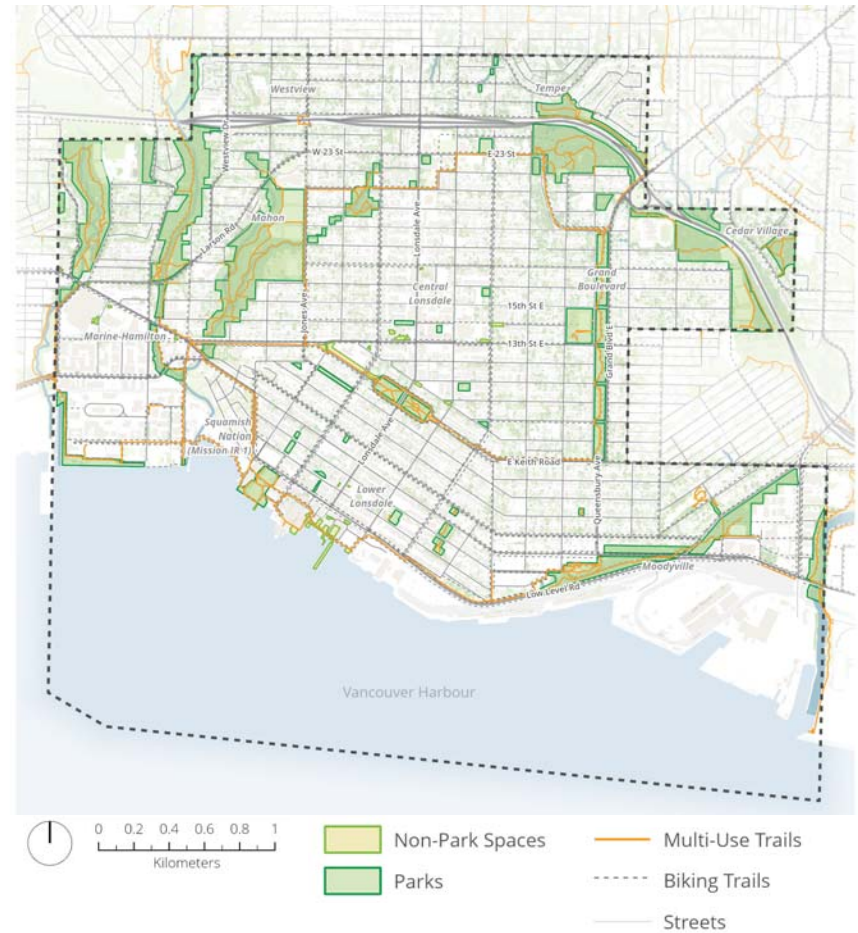 Westview
Tempe
Westview Dr
W 23 St
E 23 St
Larson Rd
Mahon
Lonsdale Ave
Cedar Village
Central
Lonsdale
Grand
Boulevard
Jones Ave
15th St E
Marine-Hamilton
13th St E
Grand Blvd E
Squamish
Nation
(Mission IR 1)
Lonsdale Ave
E Keith Road
Lower
Lonsdale
Queensbury Ave
Moodyville
Low Level Rd
Vancouver Harbour
0 0.2 0.4 0.6 0.8 1
Kilometers
Non-Park Spaces
Parks
Multi-Use Trails
Biking Trails
Streets